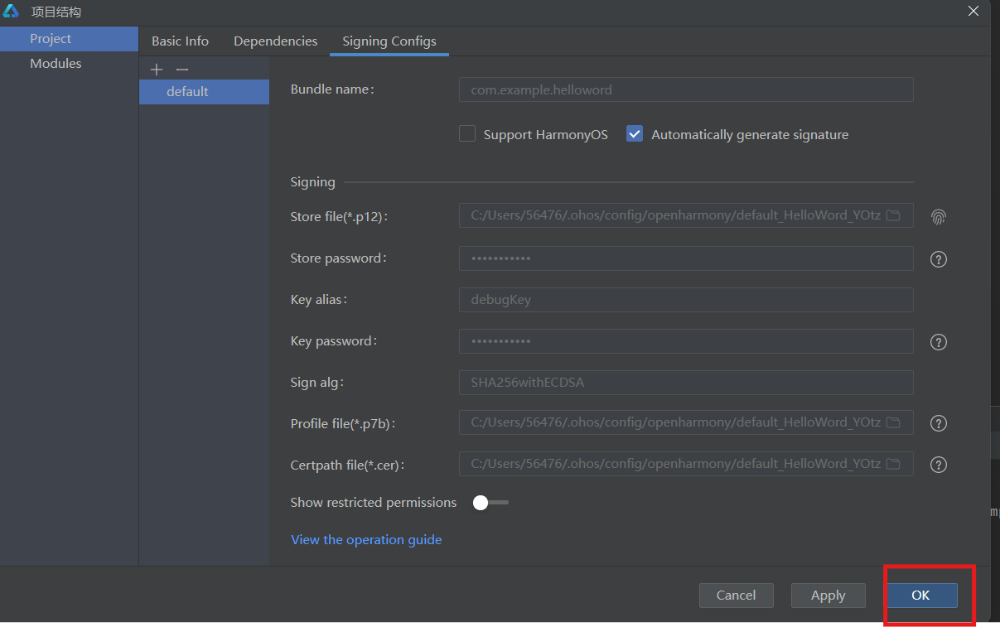 项目结构
Project
Modules
Basic Info
Dependencies
Signing Configs
default
Bundle name:
com.example.helloword
Support HarmonyOS
Automatically generate signature
Signing
Store file(*.p12):
C:/Users/56476/.ohos/config/openharmony/default_HelloWord_YOtz
Store password:
•••••••••••
Key alias:
debugKey
Key password:
•••••••••••
Sign alg:
SHA256withECDSA
Profile file(*.p7b):
C:/Users/56476/.ohos/config/openharmony/default_HelloWord_YOtz
Certpath file(*.cer):
C:/Users/56476/.ohos/config/openharmony/default_HelloWord_YOtz
Show restricted permissions
View the operation guide
Cancel
Apply
OK